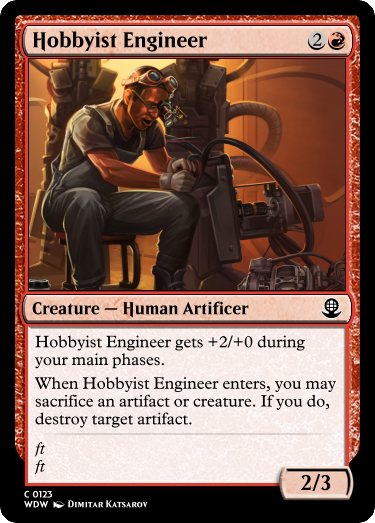 Hobbyist Engineer 2
Creature — Human Artificer
Hobbyist Engineer gets +2/+0 during
your main phases.
When Hobbyist Engineer enters, you may
sacrifice an artifact or creature. If you do,
destroy target artifact.
ft
ft
2/3
C 0123
WDW Dimitar Katsarov